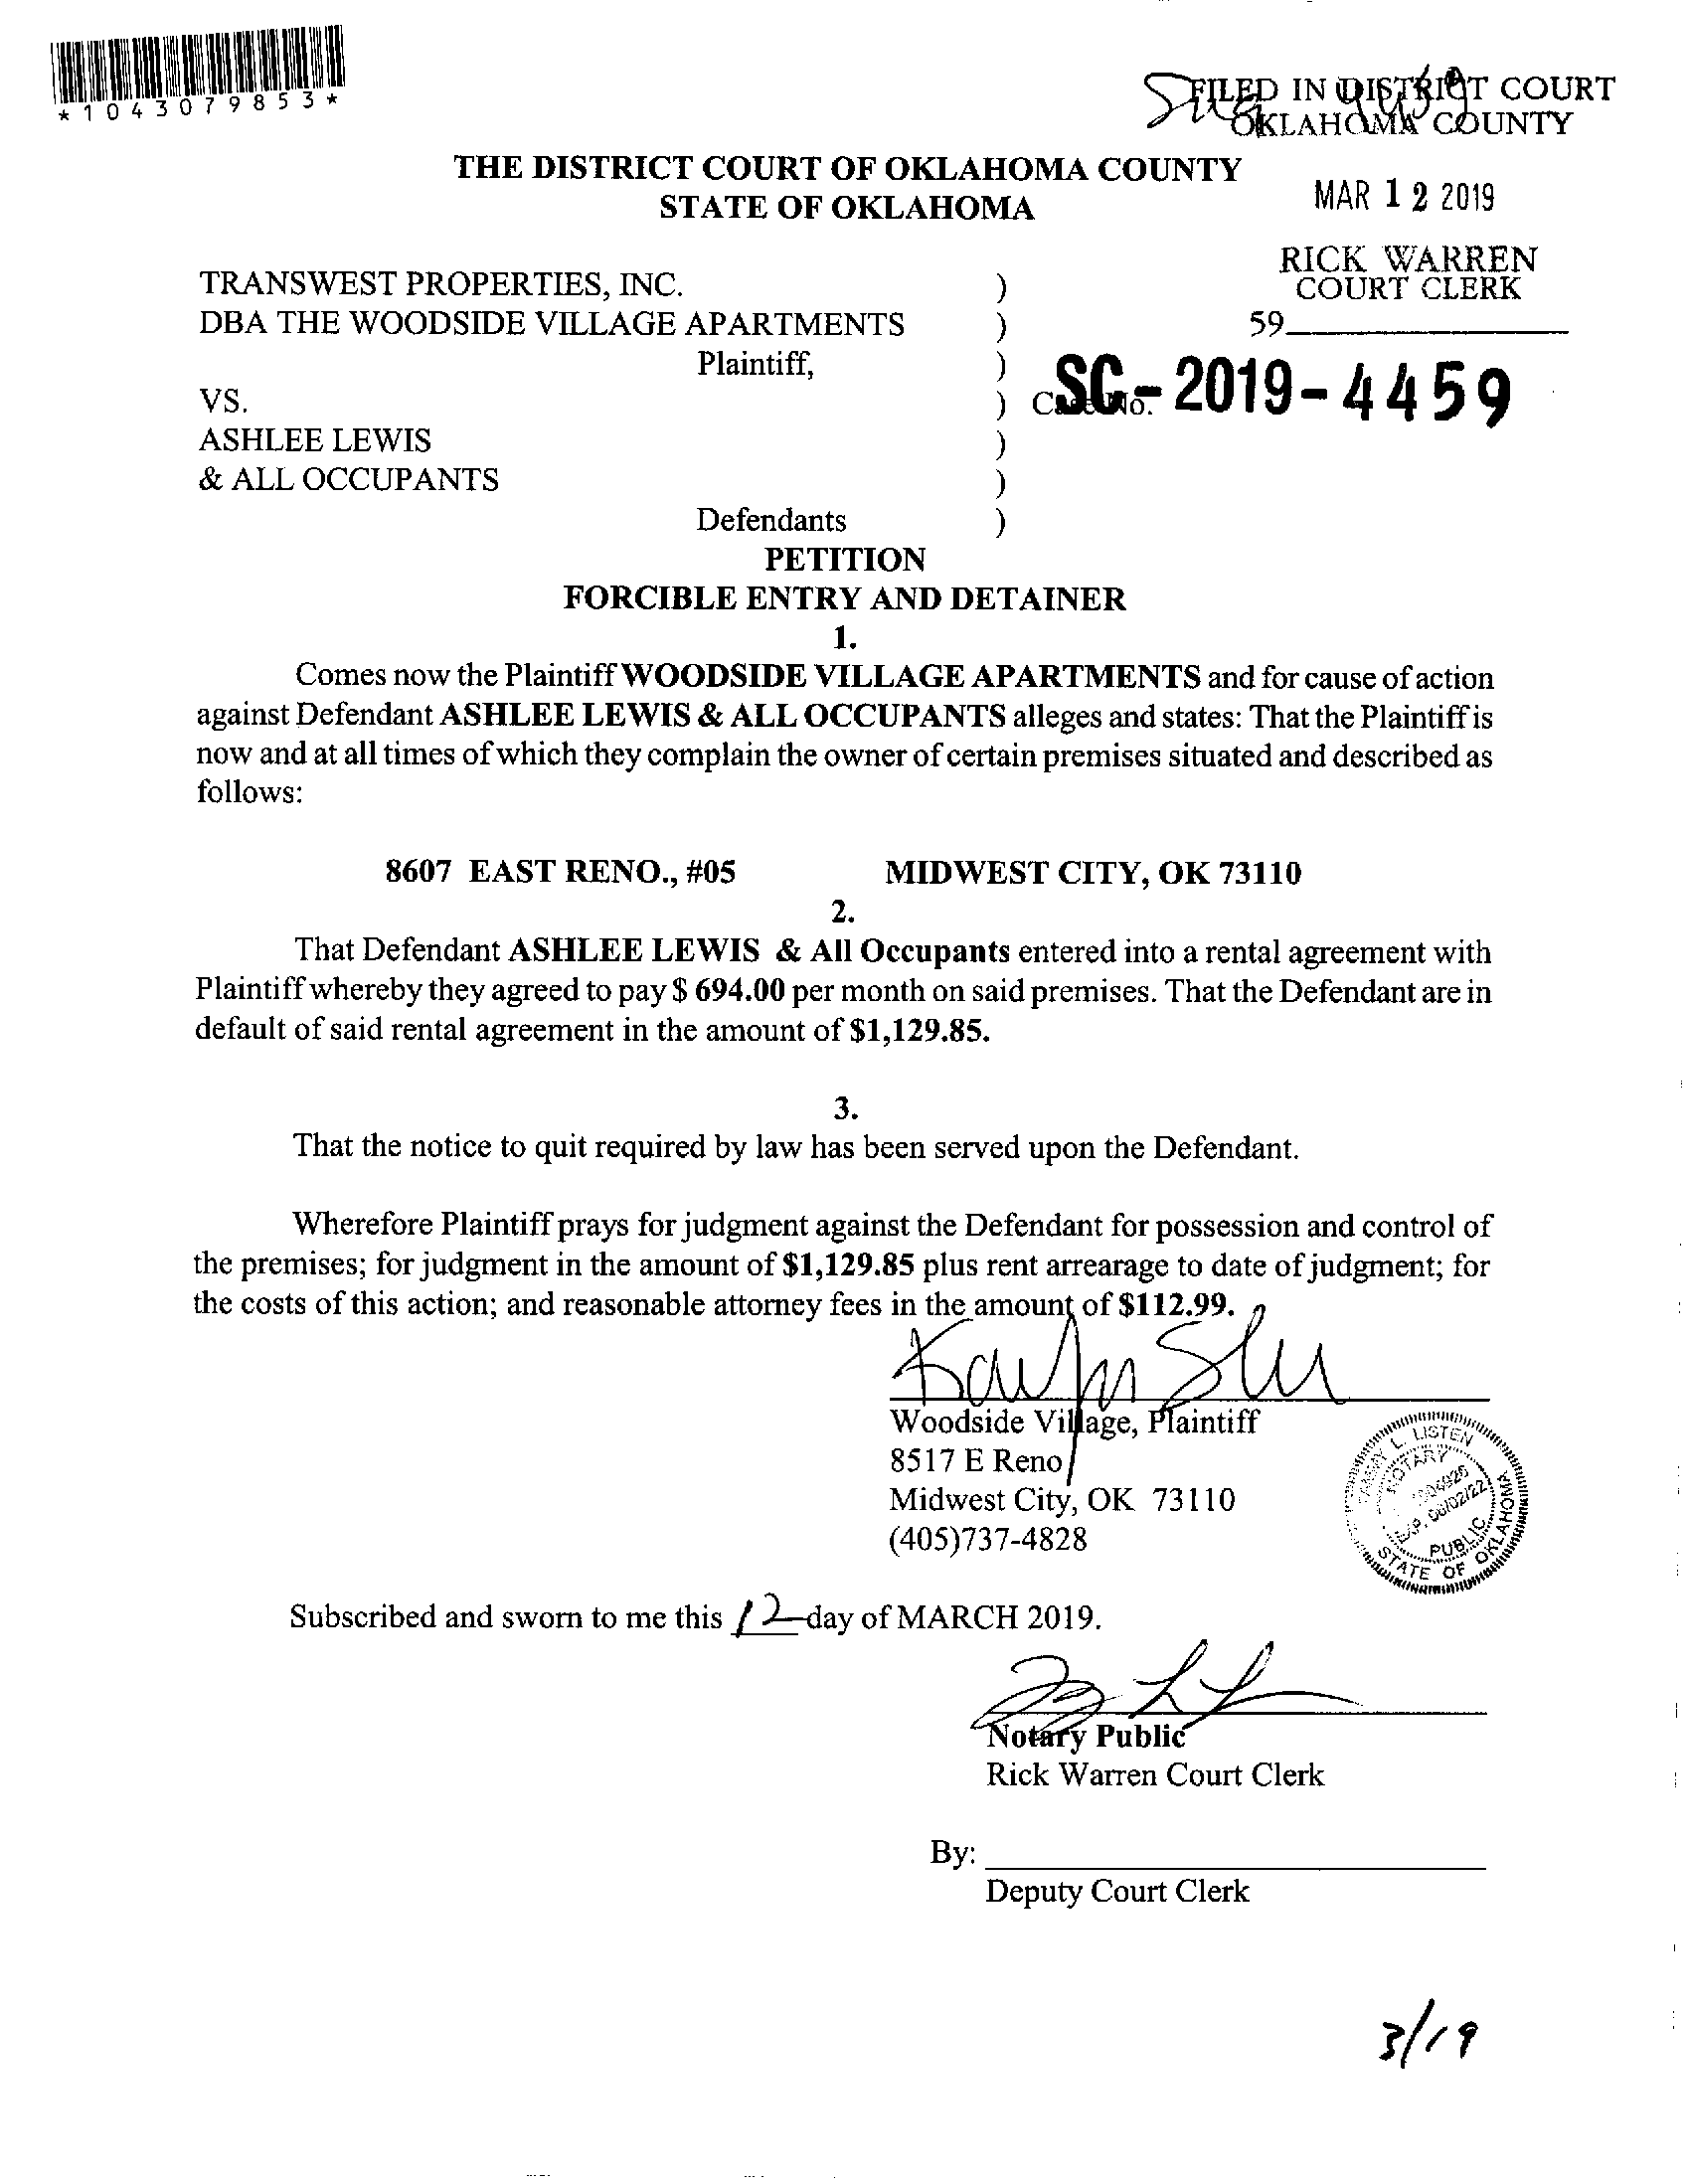 *1043079853*
FILED IN DISTRICT COURT
OKLAHOMA COUNTY
THE DISTRICT COURT OF OKLAHOMA COUNTY
STATE OF OKLAHOMA
MAR 12 2019
RICK WARREN
COURT CLERK
59
TRANSWEST PROPERTIES, INC. )
DBA THE WOODSIDE VILLAGE APARTMENTS )
Plaintiff, )
VS. ) Case No. SC-2019-4459
ASHLEE LEWIS )
& ALL OCCUPANTS )
Defendants )
PETITION
FORCIBLE ENTRY AND DETAINER
1.
Comes now the Plaintiff WOODSIDE VILLAGE APARTMENTS and for cause of action
against Defendant ASHLEE LEWIS & ALL OCCUPANTS alleges and states: That the Plaintiff is
now and at all times of which they complain the owner of certain premises situated and described as
follows:
8607 EAST RENO., #05 MIDWEST CITY, OK 73110
2.
That Defendant ASHLEE LEWIS & All Occupants entered into a rental agreement with
Plaintiff whereby they agreed to pay $ 694.00 per month on said premises. That the Defendant are in
default of said rental agreement in the amount of $1,129.85.
3.
That the notice to quit required by law has been served upon the Defendant.
Wherefore Plaintiff prays for judgment against the Defendant for possession and control of
the premises; for judgment in the amount of $1,129.85 plus rent arrearage to date of judgment; for
the costs of this action; and reasonable attorney fees in the amount of $112.99.
Woodside Village, Plaintiff
8517 E Reno
Midwest City, OK 73110
(405)737-4828
L. LISTEN
NOTARY
EXP. 06/02/22
PUBLIC
STATE OF OKLAHOMA
Subscribed and sworn to me this 12 day of MARCH 2019.
Notary Public
Rick Warren Court Clerk
By:
Deputy Court Clerk
3/19